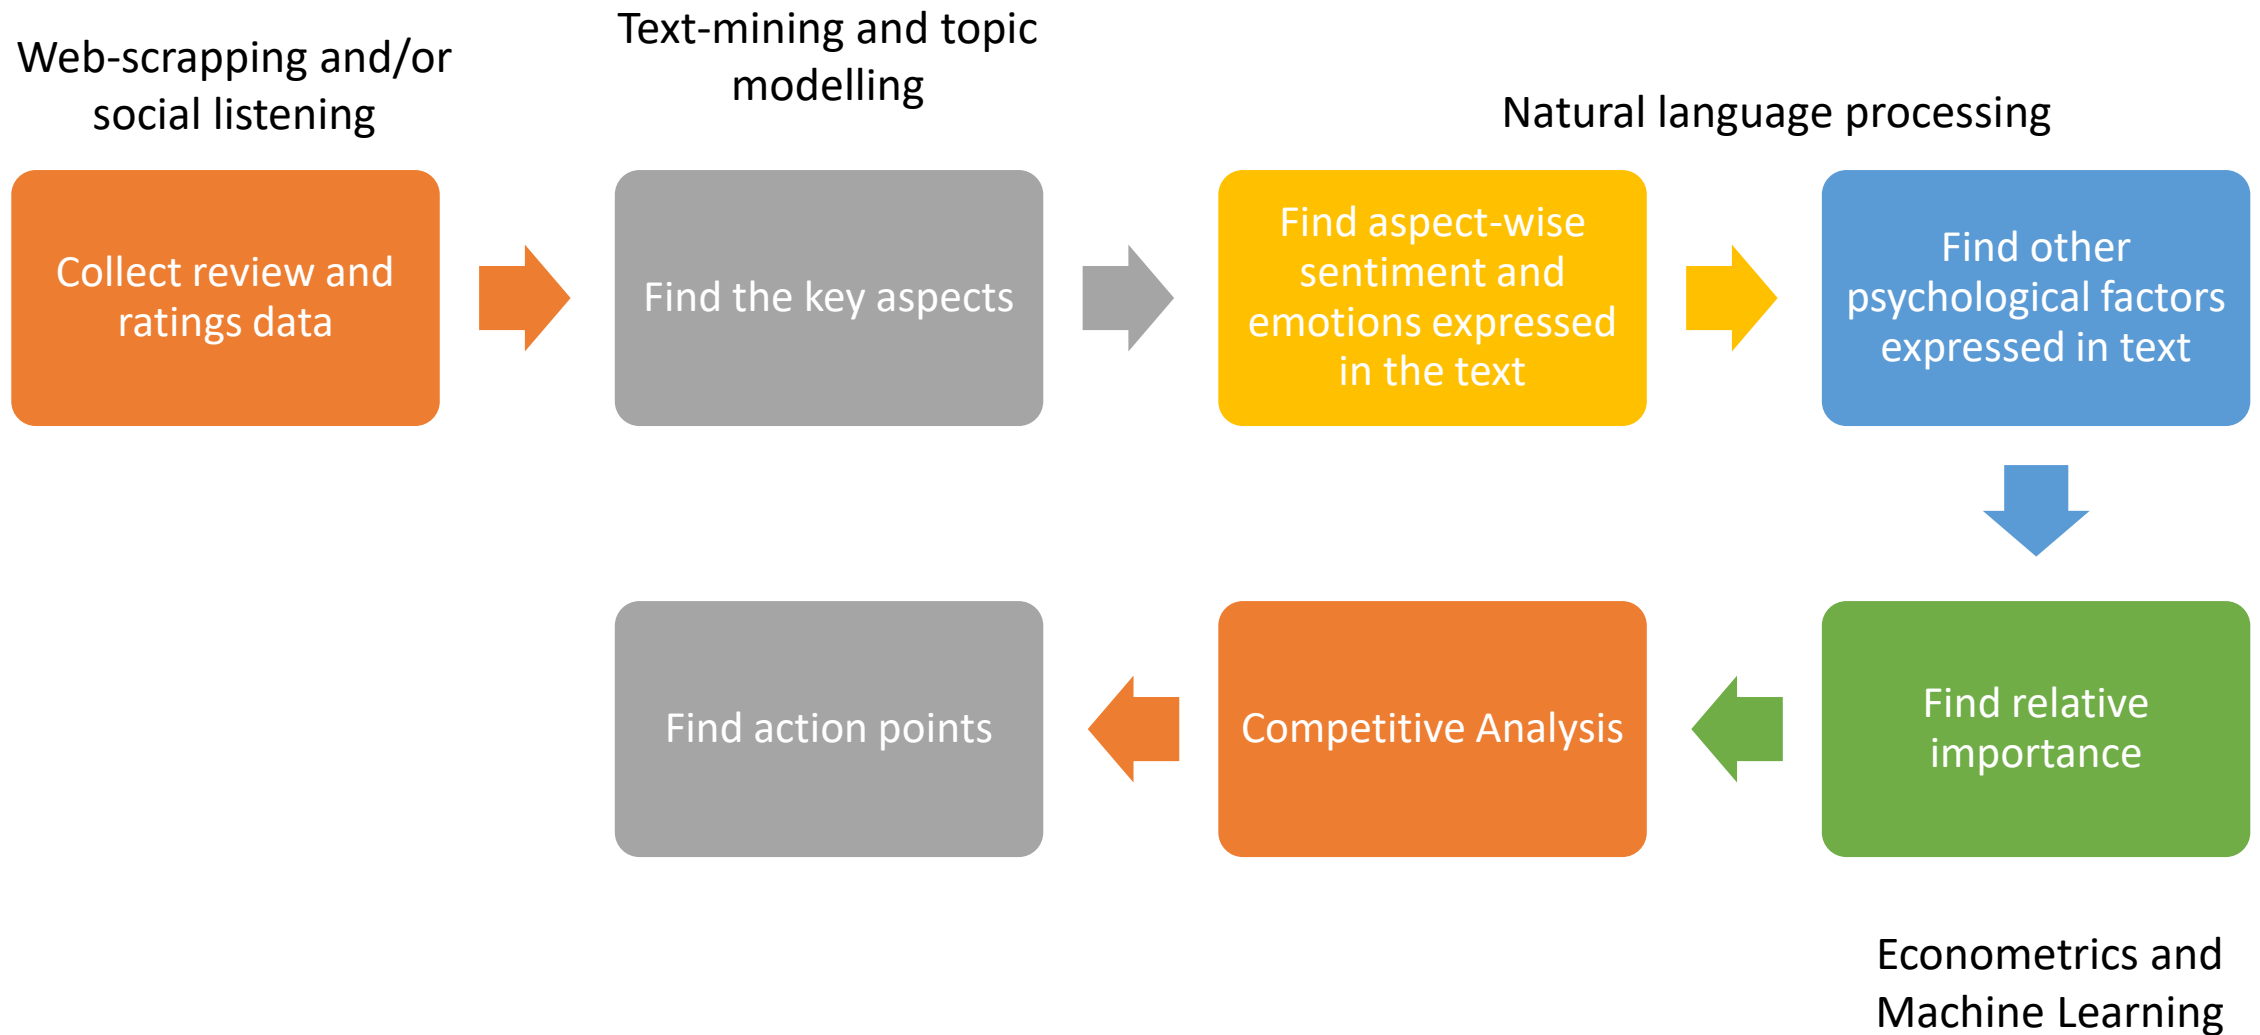 Web-scrapping and/or
social listening
Text-mining and topic
modelling
Natural language processing
Collect review and
ratings data
Find the key aspects
Find aspect-wise
sentiment and
emotions expressed
in the text
Find other
psychological factors
expressed in text
Find relative
importance
Competitive Analysis
Find action points
Econometrics and
Machine Learning